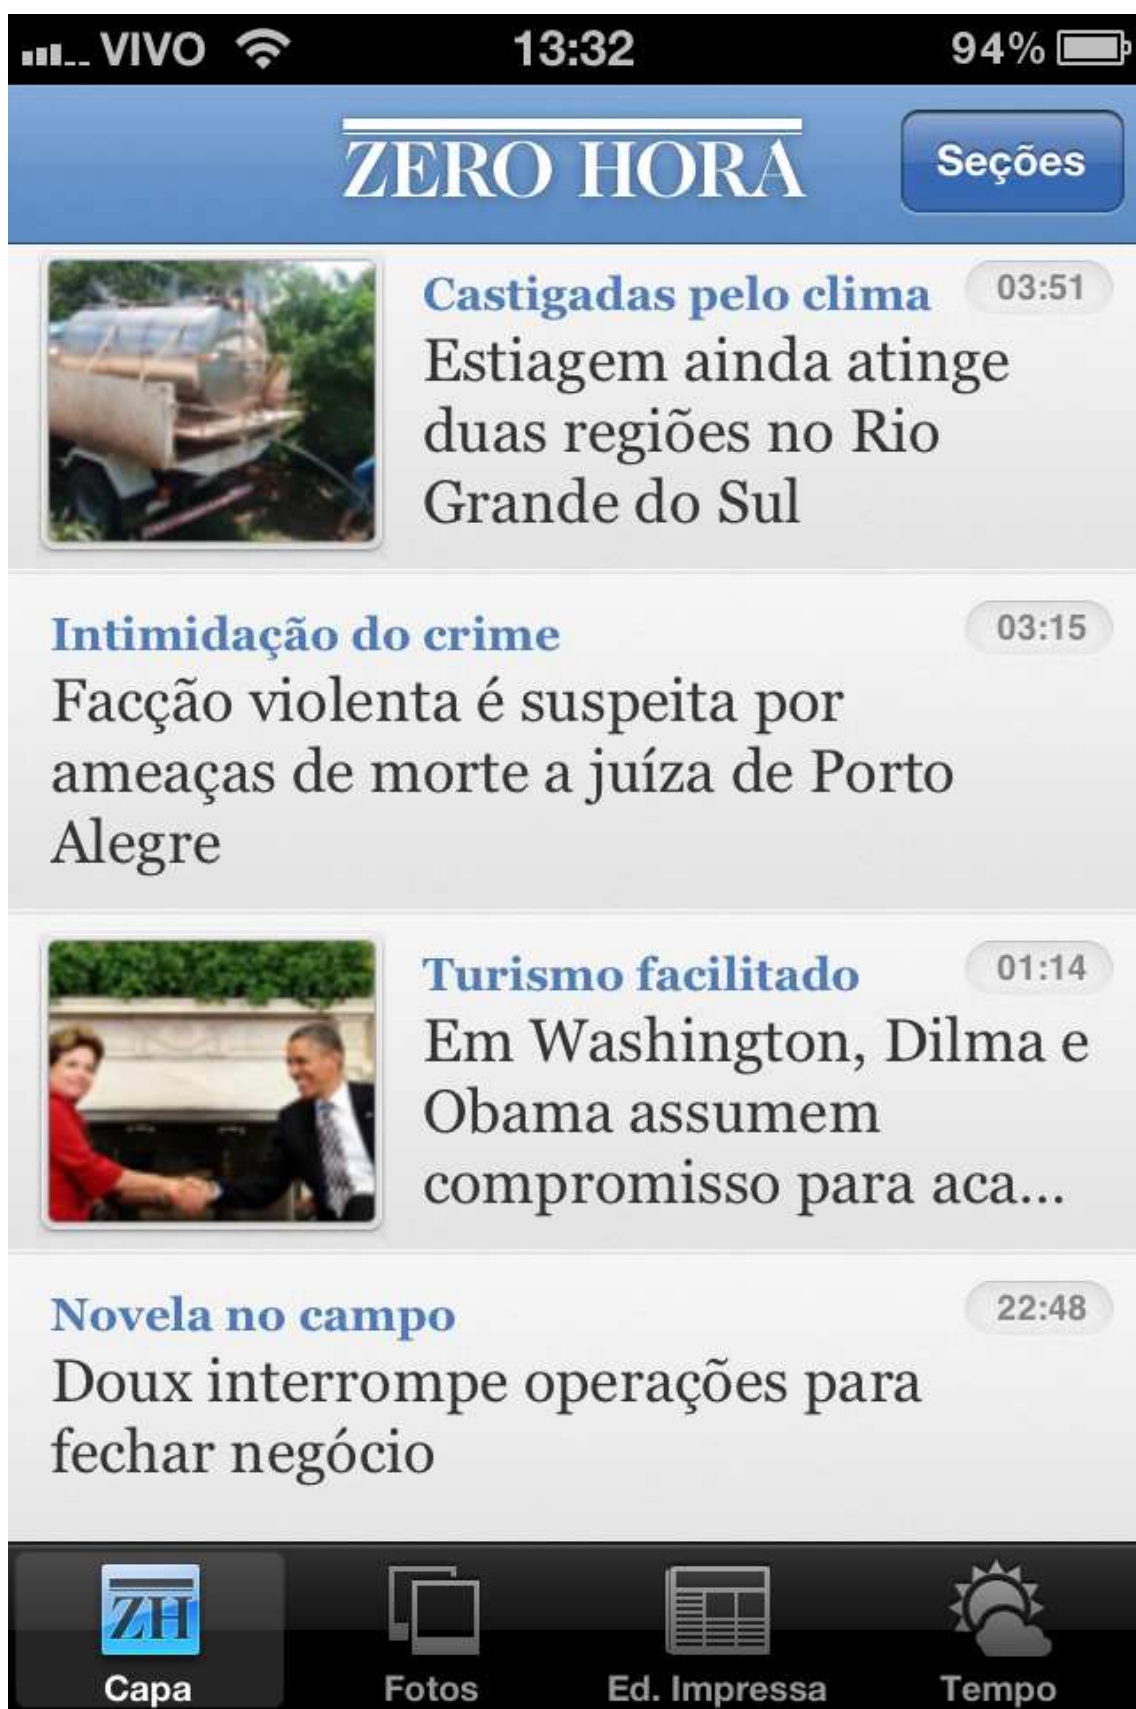 VIVO 13:32 94%
ZERO HORA
Seções
Castigadas pelo clima 03:51
Estiagem ainda atinge
duas regiões no Rio
Grande do Sul
Intimidação do crime 03:15
Facção violenta é suspeita por
ameaças de morte a juíza de Porto
Alegre
Turismo facilitado 01:14
Em Washington, Dilma e
Obama assumem
compromisso para aca...
Novela no campo 22:48
Doux interrompe operações para
fechar negócio
ZH
Capa Fotos Ed. Impressa Tempo